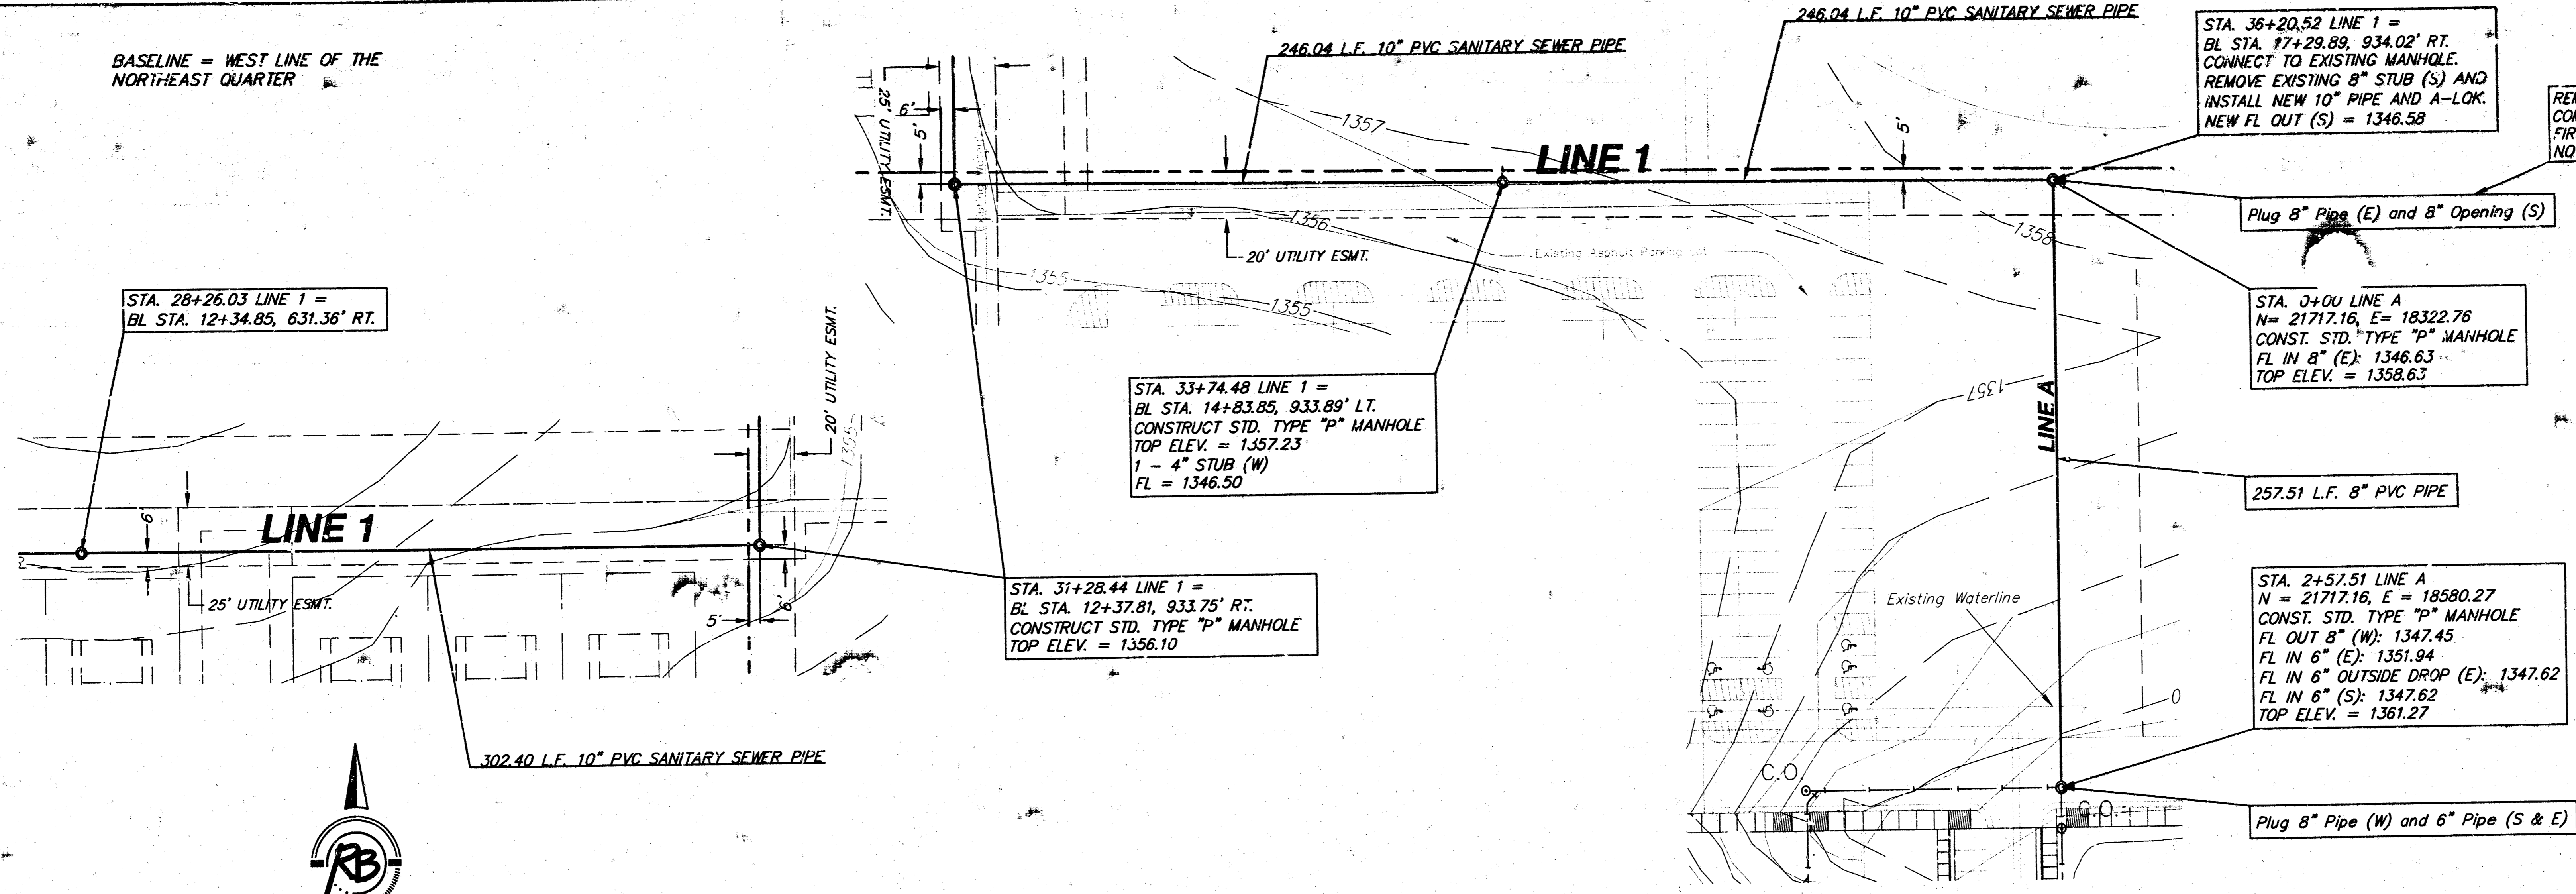 BASELINE = WEST LINE OF THE
NORTHEAST QUARTER
246.04 L.F. 10" PVC SANITARY SEWER PIPE
246.04 L.F. 10" PVC SANITARY SEWER PIPE
STA. 36+20.52 LINE 1 =
BL STA. 17+29.89, 934.02' RT.
CONNECT TO EXISTING MANHOLE.
REMOVE EXISTING 8" STUB (S) AND
INSTALL NEW 10" PIPE AND A-LOK.
NEW FL OUT (S) = 1346.58
25' UTILITY ESMT.
6'
5'
1357
LINE 1
5'
Plug 8" Pipe (E) and 8" Opening (S)
1356
1358
20' UTILITY ESMT.
Existing Asphalt Parking Lot
1355
1355
STA. 28+26.03 LINE 1 =
BL STA. 12+34.85, 631.36' RT.
STA. 0+00 LINE A
N= 21717.16, E= 18322.76
CONST. STD. TYPE "P" MANHOLE
FL IN 8" (E): 1346.63
TOP ELEV. = 1358.63
20' UTILITY ESMT.
1355
STA. 33+74.48 LINE 1 =
BL STA. 14+83.85, 933.89' LT.
CONSTRUCT STD. TYPE "P" MANHOLE
TOP ELEV. = 1357.23
1 - 4" STUB (W)
FL = 1346.50
1357
LINE A
257.51 L.F. 8" PVC PIPE
6'
LINE 1
25' UTILITY ESMT.
5'
6'
STA. 31+28.44 LINE 1 =
BL STA. 12+37.81, 933.75' RT.
CONSTRUCT STD. TYPE "P" MANHOLE
TOP ELEV. = 1356.10
Existing Waterline
STA. 2+57.51 LINE A
N = 21717.16, E = 18580.27
CONST. STD. TYPE "P" MANHOLE
FL OUT 8" (W): 1347.45
FL IN 6" (E): 1351.94
FL IN 6" OUTSIDE DROP (E): 1347.62
FL IN 6" (S): 1347.62
TOP ELEV. = 1361.27
302.40 L.F. 10" PVC SANITARY SEWER PIPE
C.O.
C.O.
Plug 8" Pipe (W) and 6" Pipe (S & E)
RB